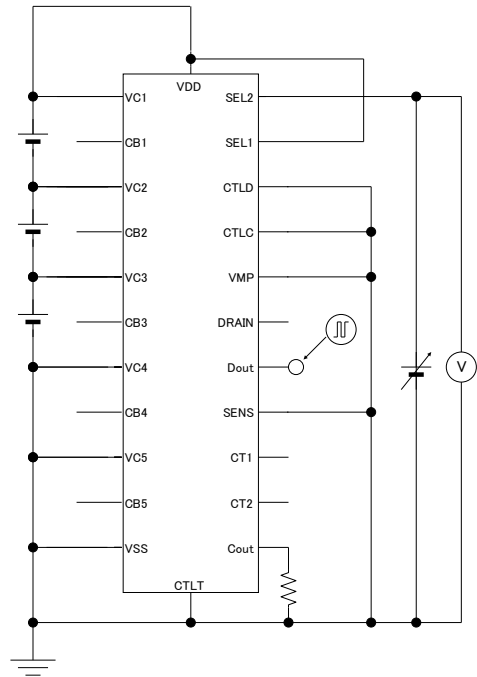 VDD
VC1
SEL2
CB1
SEL1
VC2
CTLD
CB2
CTLC
VC3
VMP
CB3
DRAIN
VC4
Dout
V
CB4
SENS
VC5
CT1
CB5
CT2
VSS
Cout
CTLT